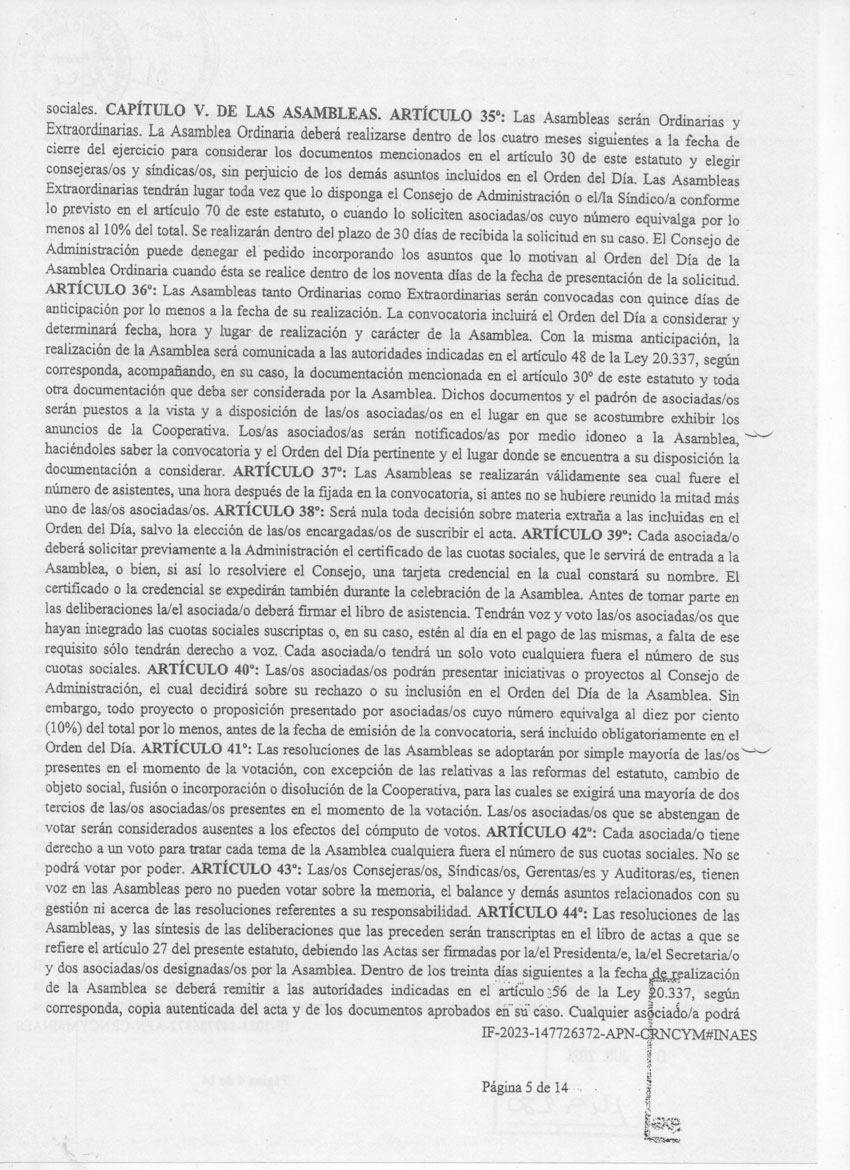 sociales. CAPÍTULO V. DE LAS ASAMBLEAS. ARTÍCULO 35º: Las Asambleas serán Ordinarias y
Extraordinarias. La Asamblea Ordinaria deberá realizarse dentro de los cuatro meses siguientes a la fecha de
cierre del ejercicio para considerar los documentos mencionados en el artículo 30 de este estatuto y elegir
consejeras/os y síndicas/os, sin perjuicio de los demás asuntos incluidos en el Orden del Día. Las Asambleas
Extraordinarias tendrán lugar toda vez que lo disponga el Consejo de Administración o el/la Síndico/a conforme
lo previsto en el artículo 70 de este estatuto, o cuando lo soliciten asociadas/os cuyo número equivalga por lo
menos al 10% del total. Se realizarán dentro del plazo de 30 días de recibida la solicitud en su caso. El Consejo de
Administración puede denegar el pedido incorporando los asuntos que lo motivan al Orden del Día de la
Asamblea Ordinaria cuando ésta se realice dentro de los noventa días de la fecha de presentación de la solicitud.
ARTÍCULO 36º: Las Asambleas tanto Ordinarias como Extraordinarias serán convocadas con quince días de
anticipación por lo menos a la fecha de su realización. La convocatoria incluirá el Orden del Día a considerar y
determinará fecha, hora y lugar de realización y carácter de la Asamblea. Con la misma anticipación, la
realización de la Asamblea será comunicada a las autoridades indicadas en el artículo 48 de la Ley 20.337, según
corresponda, acompañando, en su caso, la documentación mencionada en el artículo 30º de este estatuto y toda
otra documentación que deba ser considerada por la Asamblea. Dichos documentos y el padrón de asociadas/os
serán puestos a la vista y a disposición de las/os asociadas/os en el lugar en que se acostumbre exhibir los
anuncios de la Cooperativa. Los/as asociados/as serán notificados/as por medio idoneo a la Asamblea,
haciéndoles saber la convocatoria y el Orden del Día pertinente y el lugar donde se encuentra a su disposición la
documentación a considerar. ARTÍCULO 37º: Las Asambleas se realizarán válidamente sea cual fuere el
número de asistentes, una hora después de la fijada en la convocatoria, si antes no se hubiere reunido la mitad más
uno de las/os asociadas/os. ARTÍCULO 38º: Será nula toda decisión sobre materia extraña a las incluidas en el
Orden del Día, salvo la elección de las/os encargadas/os de suscribir el acta. ARTÍCULO 39º: Cada asociada/o
deberá solicitar previamente a la Administración el certificado de las cuotas sociales, que le servirá de entrada a la
Asamblea, o bien, si así lo resolviere el Consejo, una tarjeta credencial en la cual constará su nombre. El
certificado o la credencial se expedirán también durante la celebración de la Asamblea. Antes de tomar parte en
las deliberaciones la/el asociada/o deberá firmar el libro de asistencia. Tendrán voz y voto las/os asociadas/os que
hayan integrado las cuotas sociales suscriptas o, en su caso, estén al día en el pago de las mismas, a falta de ese
requisito sólo tendrán derecho a voz. Cada asociada/o tendrá un solo voto cualquiera fuera el número de sus
cuotas sociales. ARTÍCULO 40º: Las/os asociadas/os podrán presentar iniciativas o proyectos al Consejo de
Administración, el cual decidirá sobre su rechazo o su inclusión en el Orden del Día de la Asamblea. Sin
embargo, todo proyecto o proposición presentado por asociadas/os cuyo número equivalga al diez por ciento
(10%) del total por lo menos, antes de la fecha de emisión de la convocatoria, será incluido obligatoriamente en el
Orden del Día. ARTÍCULO 41º: Las resoluciones de las Asambleas se adoptarán por simple mayoría de las/os
presentes en el momento de la votación, con excepción de las relativas a las reformas del estatuto, cambio de
objeto social, fusión o incorporación o disolución de la Cooperativa, para las cuales se exigirá una mayoría de dos
tercios de las/os asociadas/os presentes en el momento de la votación. Las/os asociadas/os que se abstengan de
votar serán considerados ausentes a los efectos del cómputo de votos. ARTÍCULO 42º: Cada asociada/o tiene
derecho a un voto para tratar cada tema de la Asamblea cualquiera fuera el número de sus cuotas sociales. No se
podrá votar por poder. ARTÍCULO 43º: Las/os Consejeras/os, Síndicas/os, Gerentas/es y Auditoras/es, tienen
voz en las Asambleas pero no pueden votar sobre la memoria, el balance y demás asuntos relacionados con su
gestión ni acerca de las resoluciones referentes a su responsabilidad. ARTÍCULO 44º: Las resoluciones de las
Asambleas, y las síntesis de las deliberaciones que las preceden serán transcriptas en el libro de actas a que se
refiere el artículo 27 del presente estatuto, debiendo las Actas ser firmadas por la/el Presidenta/e, la/el Secretaria/o
y dos asociadas/os designadas/os por la Asamblea. Dentro de los treinta días siguientes a la fecha de realización
de la Asamblea se deberá remitir a las autoridades indicadas en el artículo 56 de la Ley 20.337, según
corresponda, copia autenticada del acta y de los documentos aprobados en su caso. Cualquier asociado/a podrá
IF-2023-147726372-APN-CRNCYM#INAES
Página 5 de 14